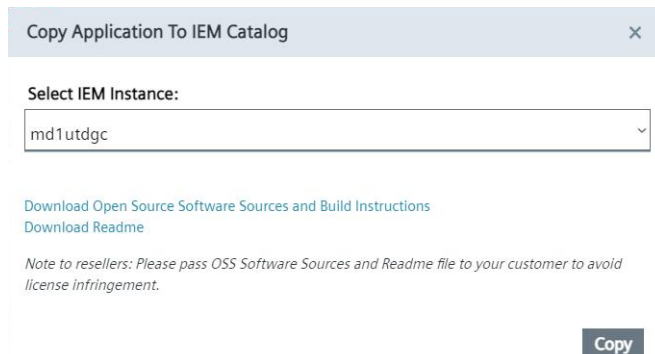 Copy Application To IEM Catalog
Select IEM Instance:
md1utdgc
Download Open Source Software Sources and Build Instructions
Download Readme
Note to resellers: Please pass OSS Software Sources and Readme file to your customer to avoid
license infringement.
Copy